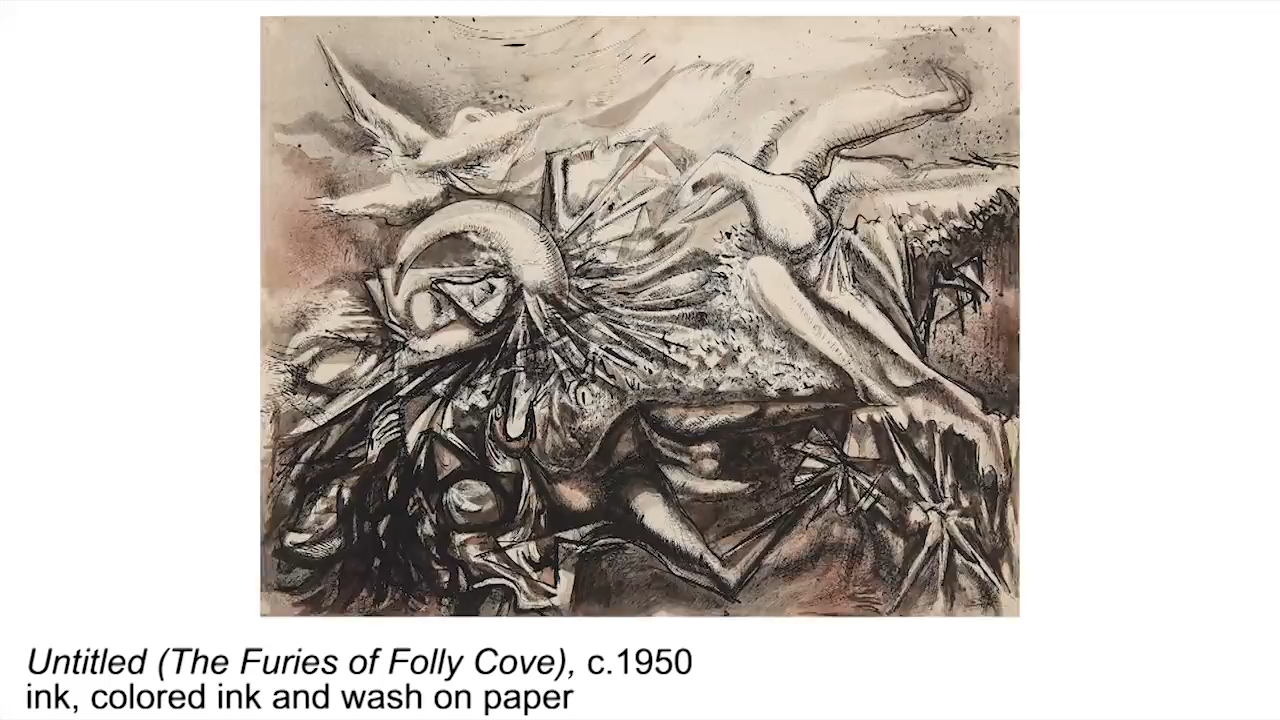 Untitled (The Furies of Folly Cove), c.1950
ink, colored ink and wash on paper